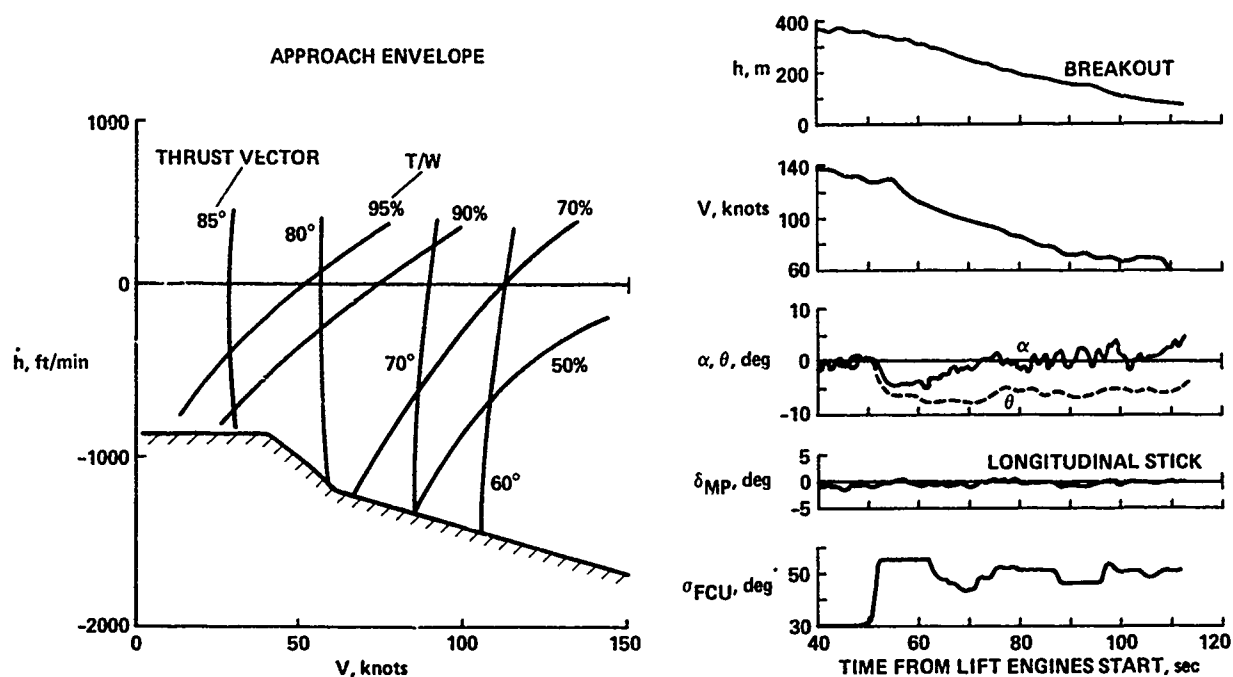 APPROACH ENVELOPE
1000
THRUST VECTOR
T/W
85°
80°
95%
90%
70%
0
ḣ, ft/min
70°
50%
-1000
60°
-2000
0
50
100
150
V, knots
400
h, m
200
BREAKOUT
0
140
V, knots
100
60
10
α, θ, deg
0
α
θ
-10
5
LONGITUDINAL STICK
δMP, deg
0
-5
σFCU, deg
50
30
40
60
80
100
120
TIME FROM LIFT ENGINES START, sec